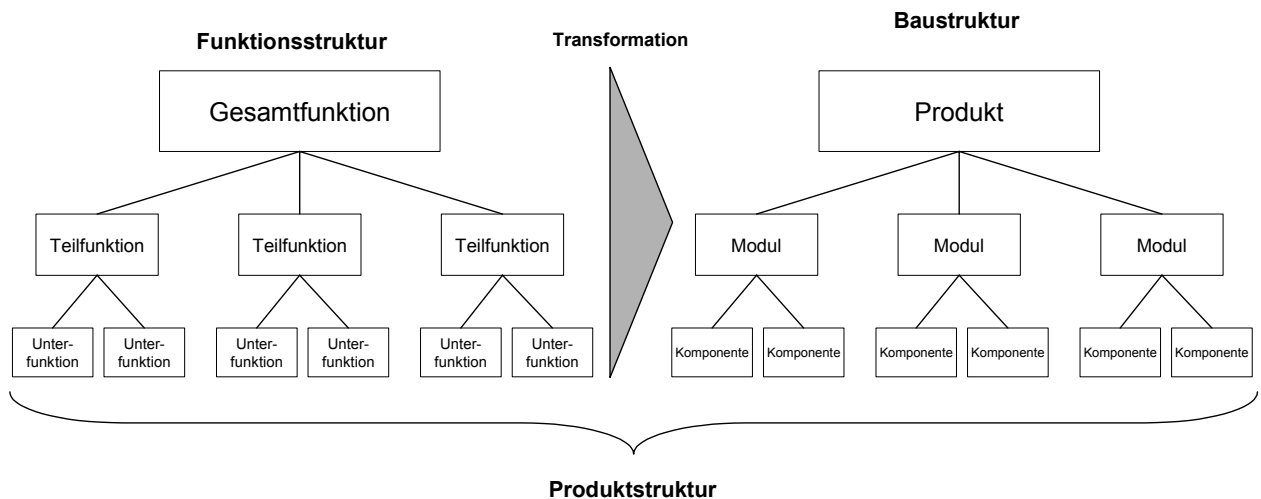 Funktionsstruktur
Transformation
Baustruktur
Gesamtfunktion
Produkt
Teilfunktion
Teilfunktion
Teilfunktion
Modul
Modul
Modul
Unter-
funktion
Unter-
funktion
Unter-
funktion
Unter-
funktion
Unter-
funktion
Unter-
funktion
Komponente
Komponente
Komponente
Komponente
Komponente
Komponente
Produktstruktur